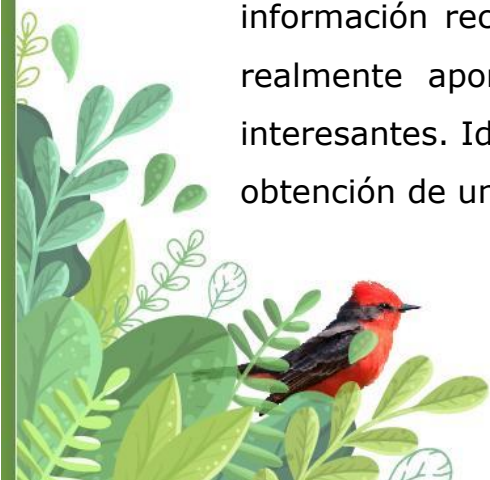 información
realmente
interesantes.
obtención de